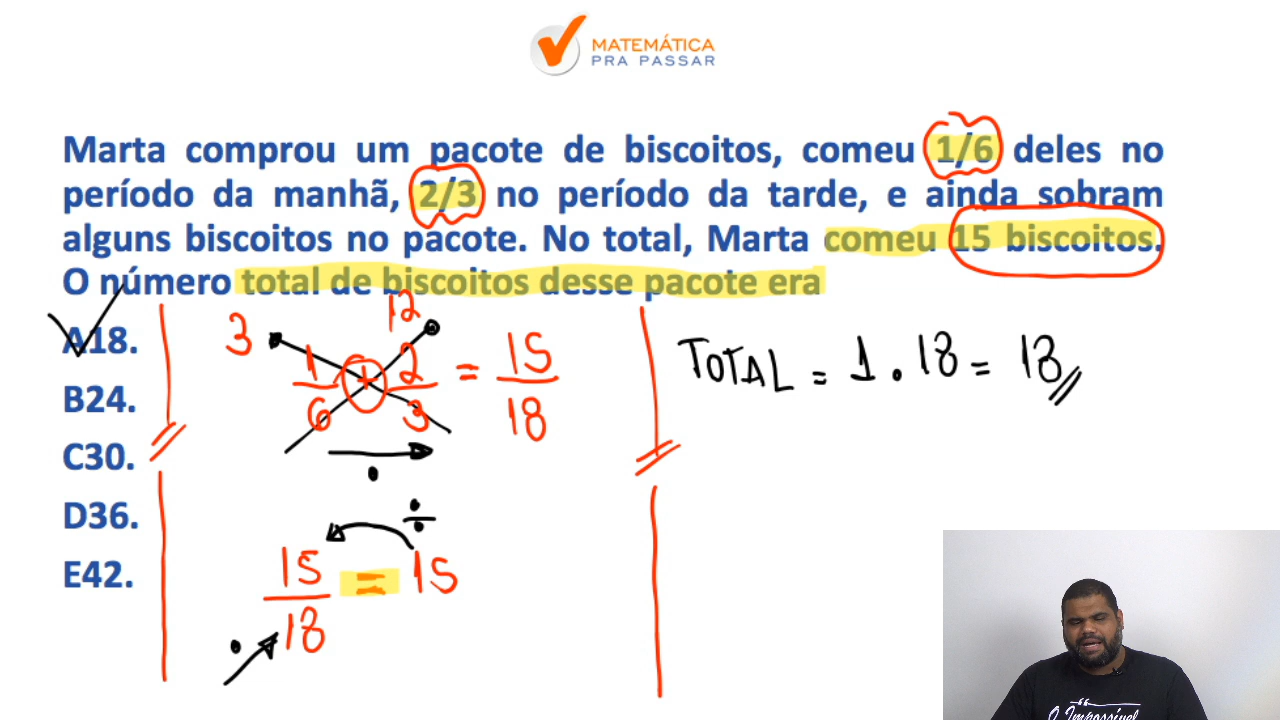 MATEMÁTICA
PRA PASSAR
Marta comprou um pacote de biscoitos, comeu 1/6 deles no
período da manhã, 2/3 no período da tarde, e ainda sobram
alguns biscoitos no pacote. No total, Marta comeu 15 biscoitos.
O número total de biscoitos desse pacote era
A18.
B24.
C30.
D36.
E42.
3 12
1/6 + 2/3 = 15/18
15/18 = 15
÷
TOTAL = 1 . 18 = 18
O Impossível